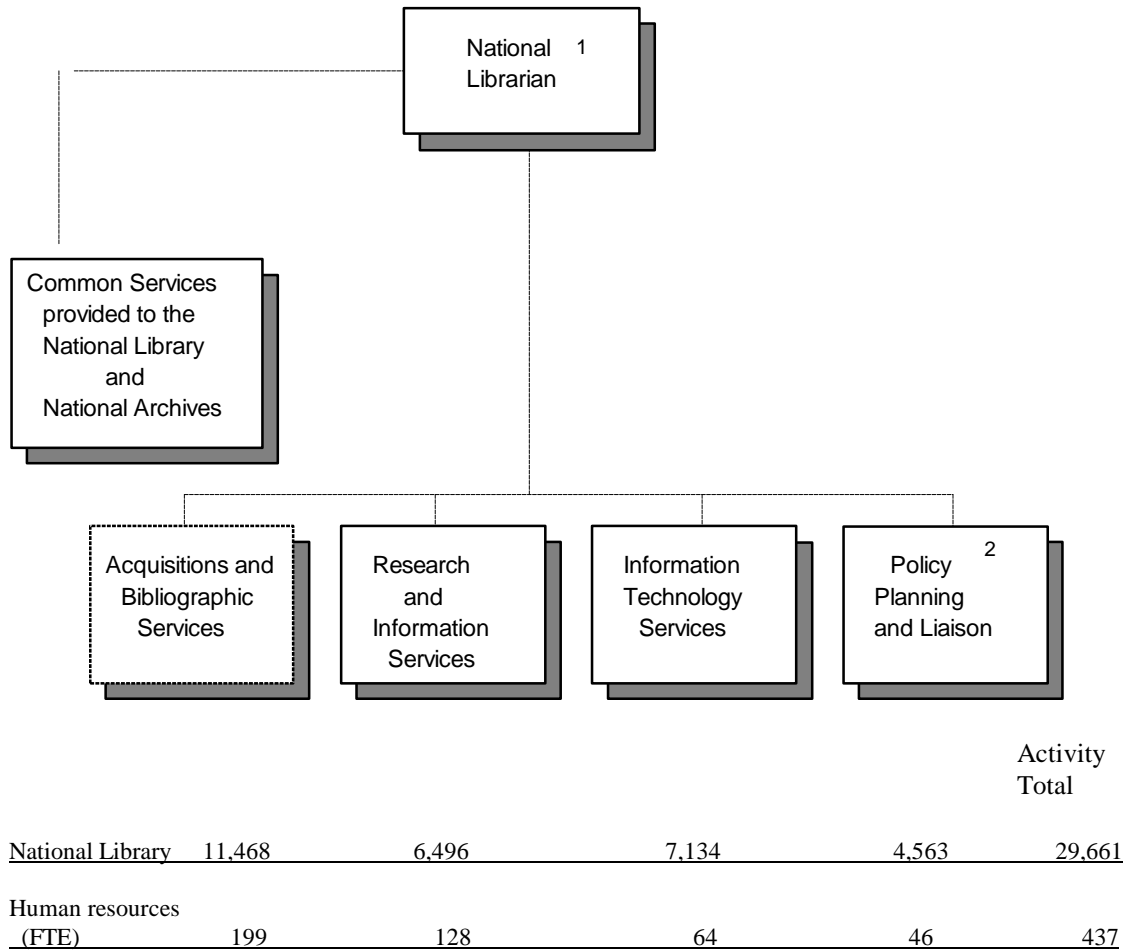 National 1
Librarian
Common Services
provided to the
National Library
and
National Archives
Acquisitions and
Bibliographic
Services
Research
and
Information
Services
Information
Technology
Services
2
Policy
Planning
and Liaison
Activity
Total
National Library 11,468 6,496 7,134 4,563 29,661
Human resources
(FTE) 199 128 64 46 437